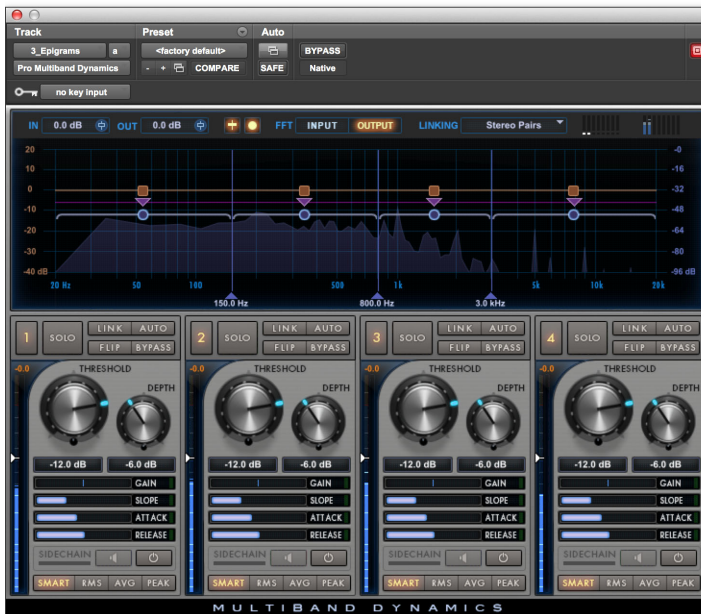 Track Preset Auto
3_Epigrams a <factory default> BYPASS
Pro Multiband Dynamics - + COMPARE SAFE Native
no key input
IN 0.0 dB OUT 0.0 dB FFT INPUT OUTPUT LINKING Stereo Pairs
20 -0
10 -16
0 -32
-10 -48
-20 -64
-30 -80
-40 dB -96 dB
20 Hz 50 100 500 1k 5k 10k 20k
150.0 Hz 800.0 Hz 3.0 kHz
1 SOLO LINK AUTO 2 SOLO LINK AUTO 3 SOLO LINK AUTO 4 SOLO LINK AUTO
FLIP BYPASS FLIP BYPASS FLIP BYPASS FLIP BYPASS
-0.0 THRESHOLD -0.0 THRESHOLD -0.0 THRESHOLD -0.0 THRESHOLD
DEPTH DEPTH DEPTH DEPTH
-12.0 dB -6.0 dB -12.0 dB -6.0 dB -12.0 dB -6.0 dB -12.0 dB -6.0 dB
GAIN GAIN GAIN GAIN
SLOPE SLOPE SLOPE SLOPE
ATTACK ATTACK ATTACK ATTACK
RELEASE RELEASE RELEASE RELEASE
SIDECHAIN SIDECHAIN SIDECHAIN SIDECHAIN
SMART RMS AVG PEAK SMART RMS AVG PEAK SMART RMS AVG PEAK SMART RMS AVG PEAK
MULTIBAND DYNAMICS